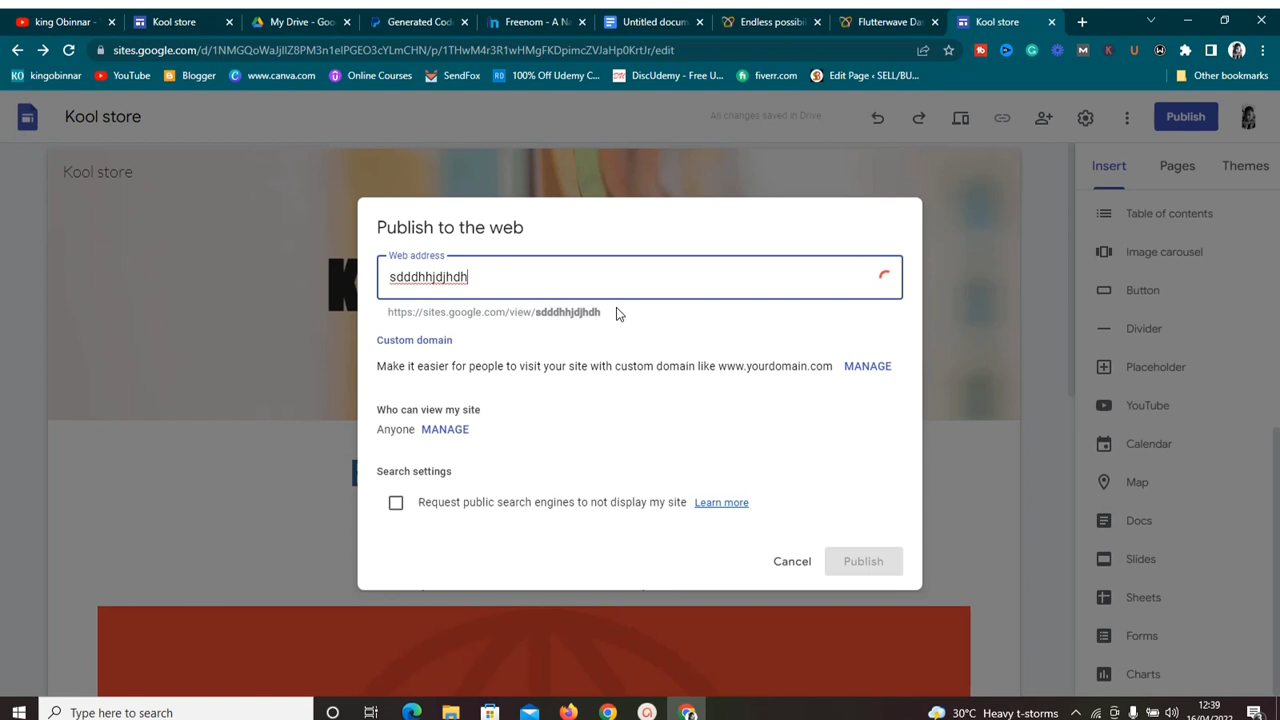 king Obinnar -
Kool store
My Drive - Goo
Generated Coc
Freenom - A Na
Untitled docum
Endless possibi
Flutterwave Da
Kool store
sites.google.com/d/1NMGQoWaJjIlZ8PM3n1elPGEO3cYLmCHN/p/1THwM4r3R1wHMgFKDpimcZVJaHp0KrtJr/edit
KO kingobinnar
YouTube
Blogger
www.canva.com
Online Courses
SendFox
100% Off Udemy C...
DiscUdemy - Free U...
fiverr.com
Edit Page ‹ SELL/BU...
Other bookmarks
Kool store
All changes saved in Drive
Publish
Kool store
Insert
Pages
Themes
Publish to the web
Web address
sdddhhjdjhdh
https://sites.google.com/view/sdddhhjdjhdh
Custom domain
Make it easier for people to visit your site with custom domain like www.yourdomain.com MANAGE
Who can view my site
Anyone MANAGE
Search settings
Request public search engines to not display my site Learn more
Cancel
Publish
Table of contents
Image carousel
Button
Divider
Placeholder
YouTube
Calendar
Map
Docs
Slides
Sheets
Forms
Charts
Type here to search
30°C Heavy t-storms
12:39